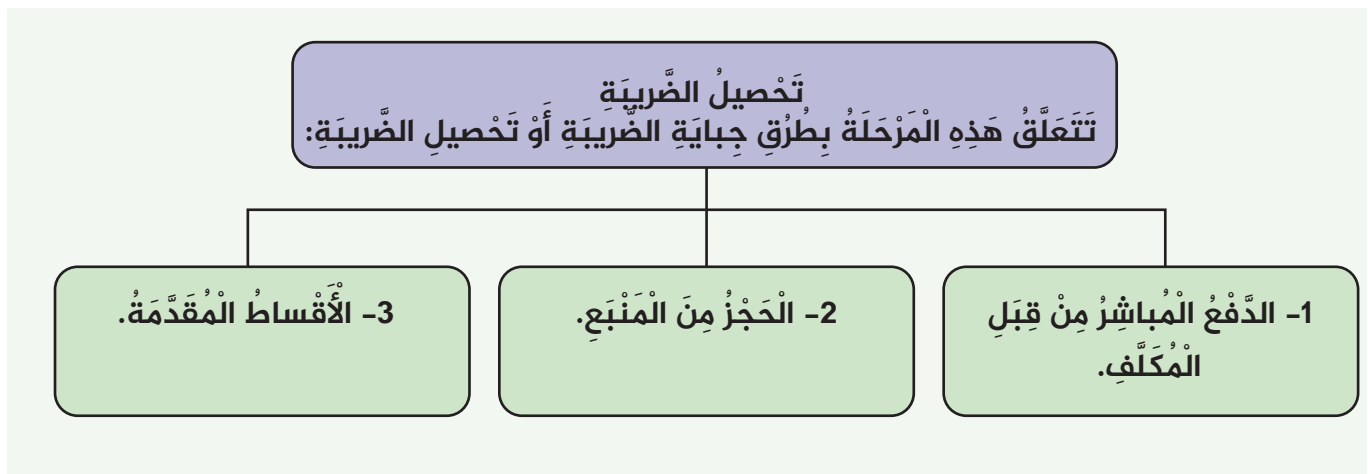 تَحْصيلُ الضَّريبَةِ
تَتَعَلَّقُ هَذِهِ الْمَرْحَلَةُ بِطُرُقِ جِبايَةِ الضَّريبَةِ أَوْ تَحْصيلِ الضَّريبَةِ:
1- الدَّفْعُ الْمُباشِرُ مِنْ قِبَلِ
الْمُكَلَّفِ.
2- الْحَجْزُ مِنَ الْمَنْبَعِ.
3- الْأَقْساطُ الْمُقَدَّمَةُ.